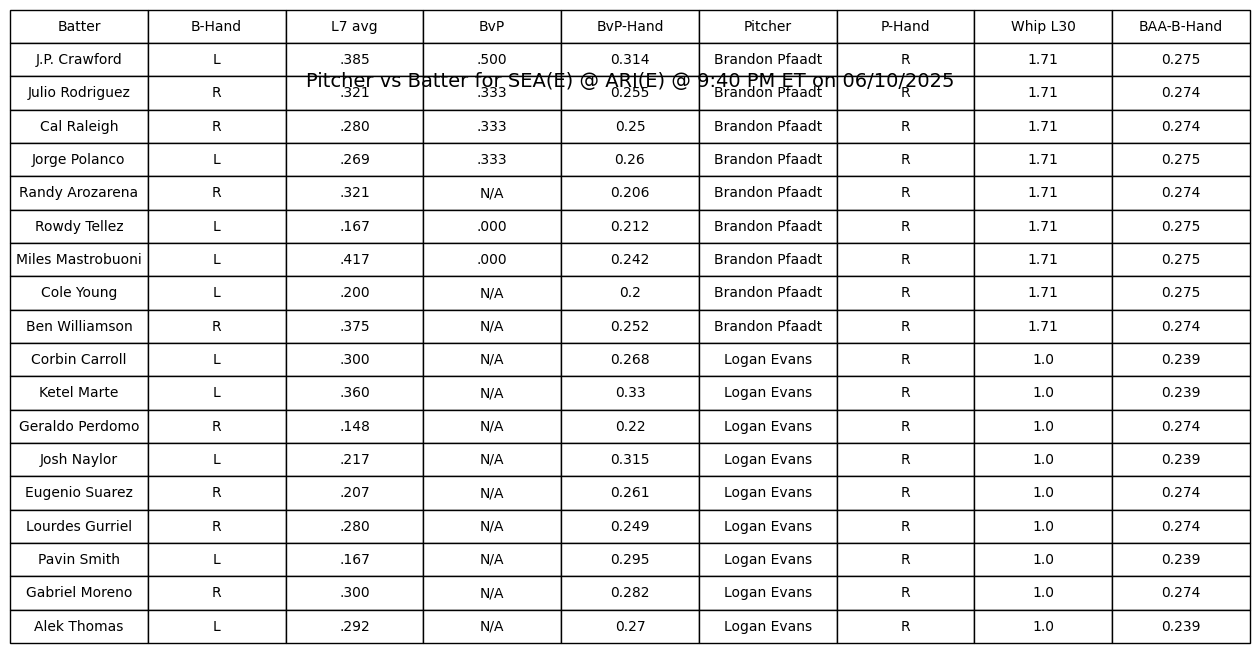 Batter B-Hand L7 avg BvP BvP-Hand Pitcher P-Hand Whip L30 BAA-B-Hand
J.P. Crawford L .385 .500 0.314 Brandon Pfaadt R 1.71 0.275
Pitcher vs Batter for SEA(E) @ ARI(E) @ 9:40 PM ET on 06/10/2025
Julio Rodriguez R .321 .333 0.255 Brandon Pfaadt R 1.71 0.274
Cal Raleigh R .280 .333 0.25 Brandon Pfaadt R 1.71 0.274
Jorge Polanco L .269 .333 0.26 Brandon Pfaadt R 1.71 0.275
Randy Arozarena R .321 N/A 0.206 Brandon Pfaadt R 1.71 0.274
Rowdy Tellez L .167 .000 0.212 Brandon Pfaadt R 1.71 0.275
Miles Mastrobuoni L .417 .000 0.242 Brandon Pfaadt R 1.71 0.275
Cole Young L .200 N/A 0.2 Brandon Pfaadt R 1.71 0.275
Ben Williamson R .375 N/A 0.252 Brandon Pfaadt R 1.71 0.274
Corbin Carroll L .300 N/A 0.268 Logan Evans R 1.0 0.239
Ketel Marte L .360 N/A 0.33 Logan Evans R 1.0 0.239
Geraldo Perdomo R .148 N/A 0.22 Logan Evans R 1.0 0.274
Josh Naylor L .217 N/A 0.315 Logan Evans R 1.0 0.239
Eugenio Suarez R .207 N/A 0.261 Logan Evans R 1.0 0.274
Lourdes Gurriel R .280 N/A 0.249 Logan Evans R 1.0 0.274
Pavin Smith L .167 N/A 0.295 Logan Evans R 1.0 0.239
Gabriel Moreno R .300 N/A 0.282 Logan Evans R 1.0 0.274
Alek Thomas L .292 N/A 0.27 Logan Evans R 1.0 0.239